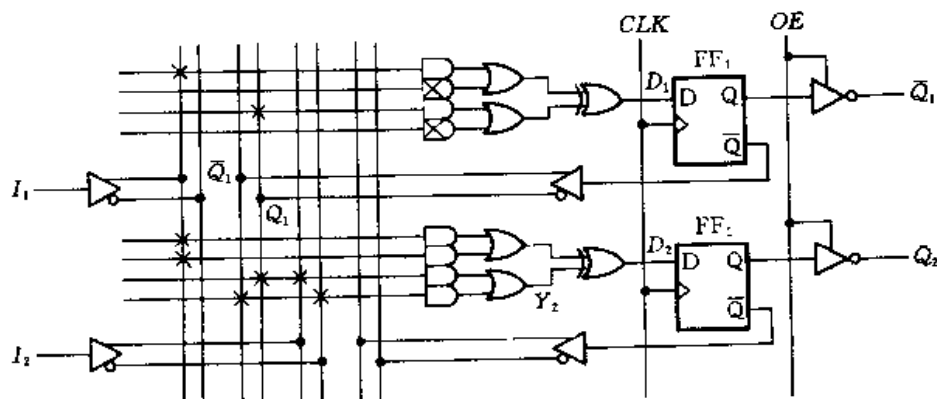 CLK OE
D₁ FF₁
D Q Q̄₁
Q̄
Q̄₁
I₁
Q₁
FF₂
D₂ D Q Q₂
Y₂ Q̄
I₂